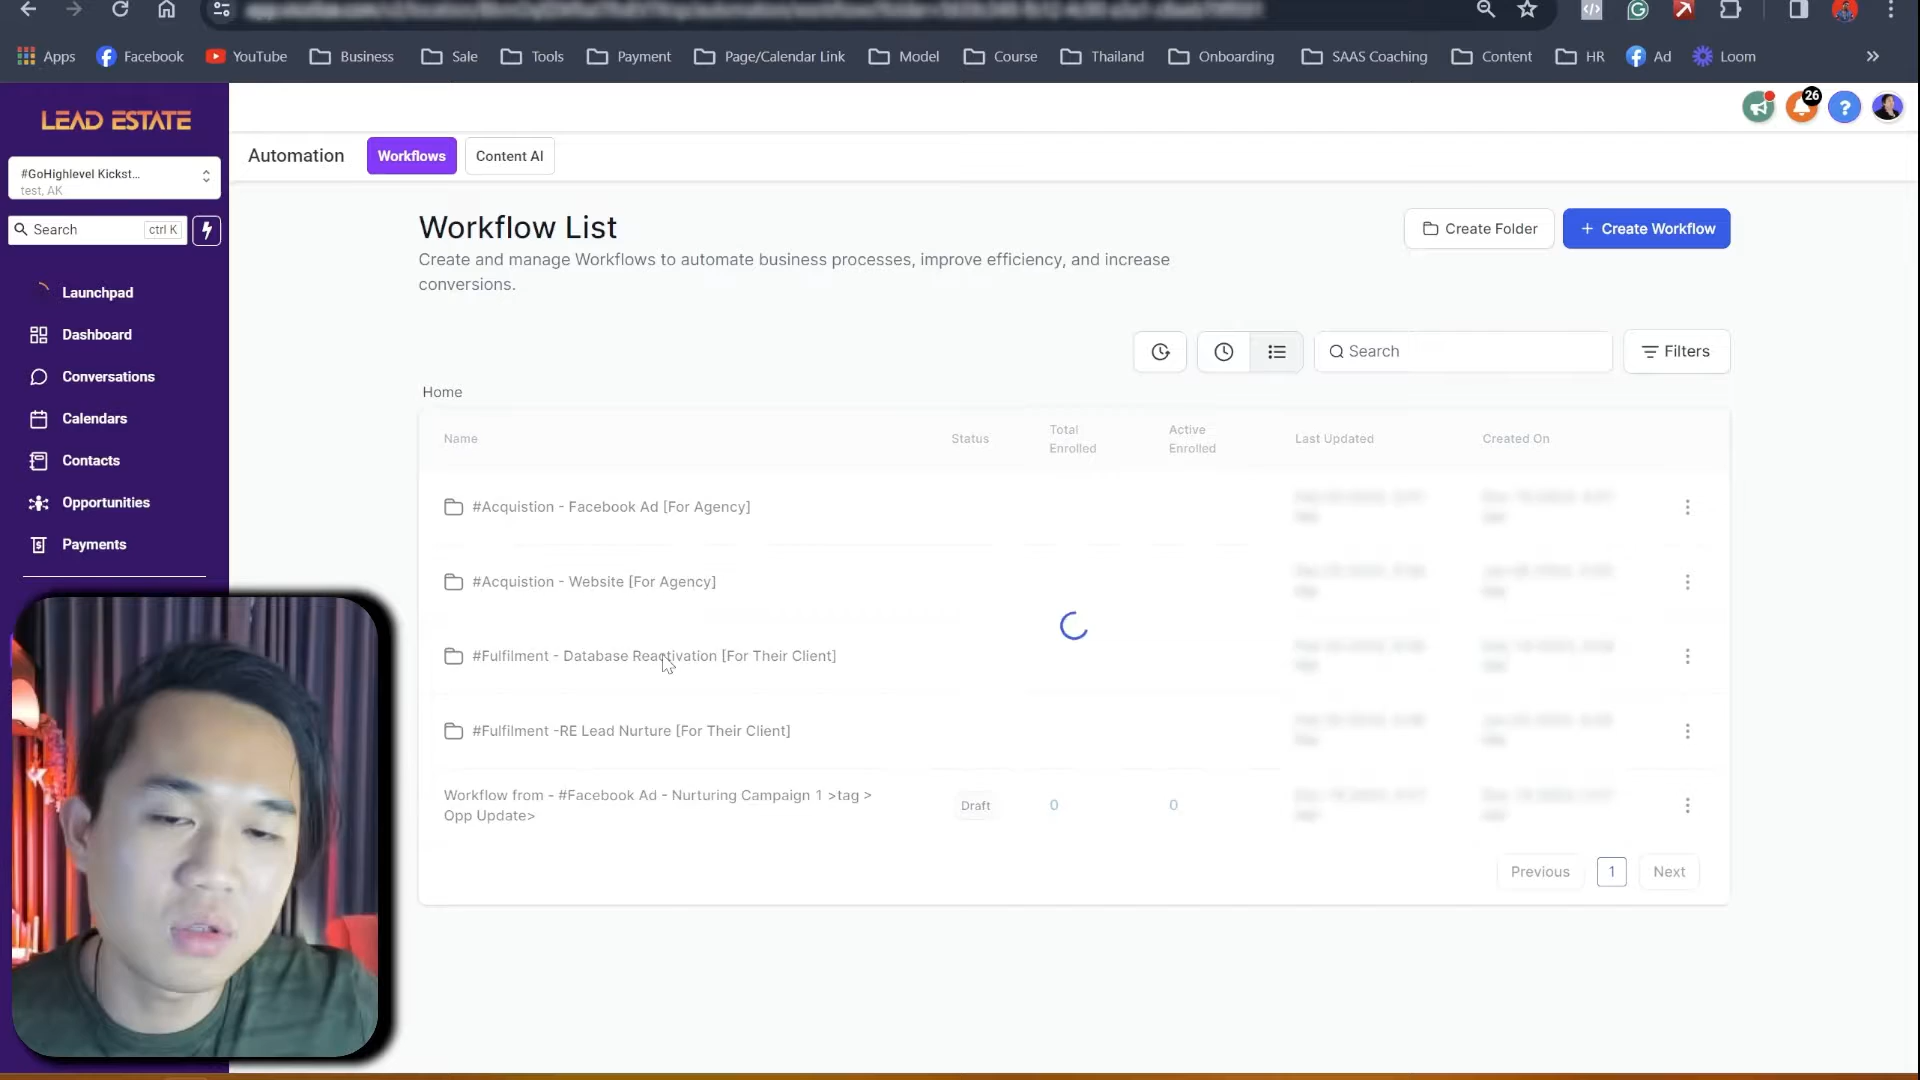 Apps
Facebook
YouTube
Business
Sale
Tools
Payment
Page/Calendar Link
Model
Course
Thailand
Onboarding
SAAS Coaching
Content
HR
Ad
Loom
LEAD ESTATE
26
Automation
Workflows
Content AI
#GoHighlevel Kickst...
test, AK
Search
ctrl K
Launchpad
Dashboard
Conversations
Calendars
Contacts
Opportunities
Payments
Workflow List
Create and manage Workflows to automate business processes, improve efficiency, and increase
conversions.
Create Folder
+ Create Workflow
Search
Filters
Home
Name
Status
Total
Enrolled
Active
Enrolled
Last Updated
Created On
#Acquistion - Facebook Ad [For Agency]
#Acquistion - Website [For Agency]
#Fulfilment - Database Reactivation [For Their Client]
#Fulfilment -RE Lead Nurture [For Their Client]
Workflow from - #Facebook Ad - Nurturing Campaign 1 >tag >
Opp Update>
Draft
0
0
Previous
1
Next